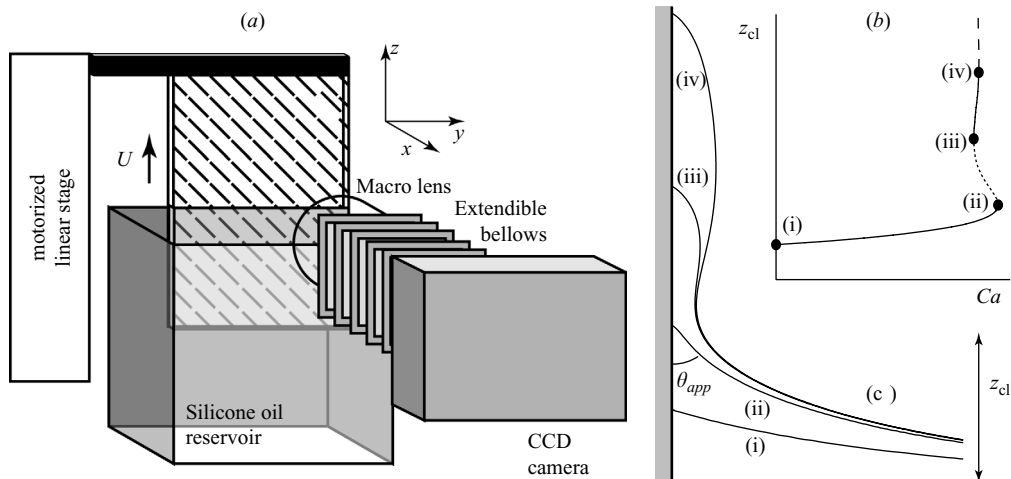 (a)
motorized
linear stage
U
z
y
x
Macro lens
Extendible
bellows
Silicone oil
reservoir
CCD
camera
(b)
z_cl
(iv)
(iii)
(ii)
(i)
Ca
(iv)
(iii)
θ_app
(c )
(ii)
(i)
z_cl